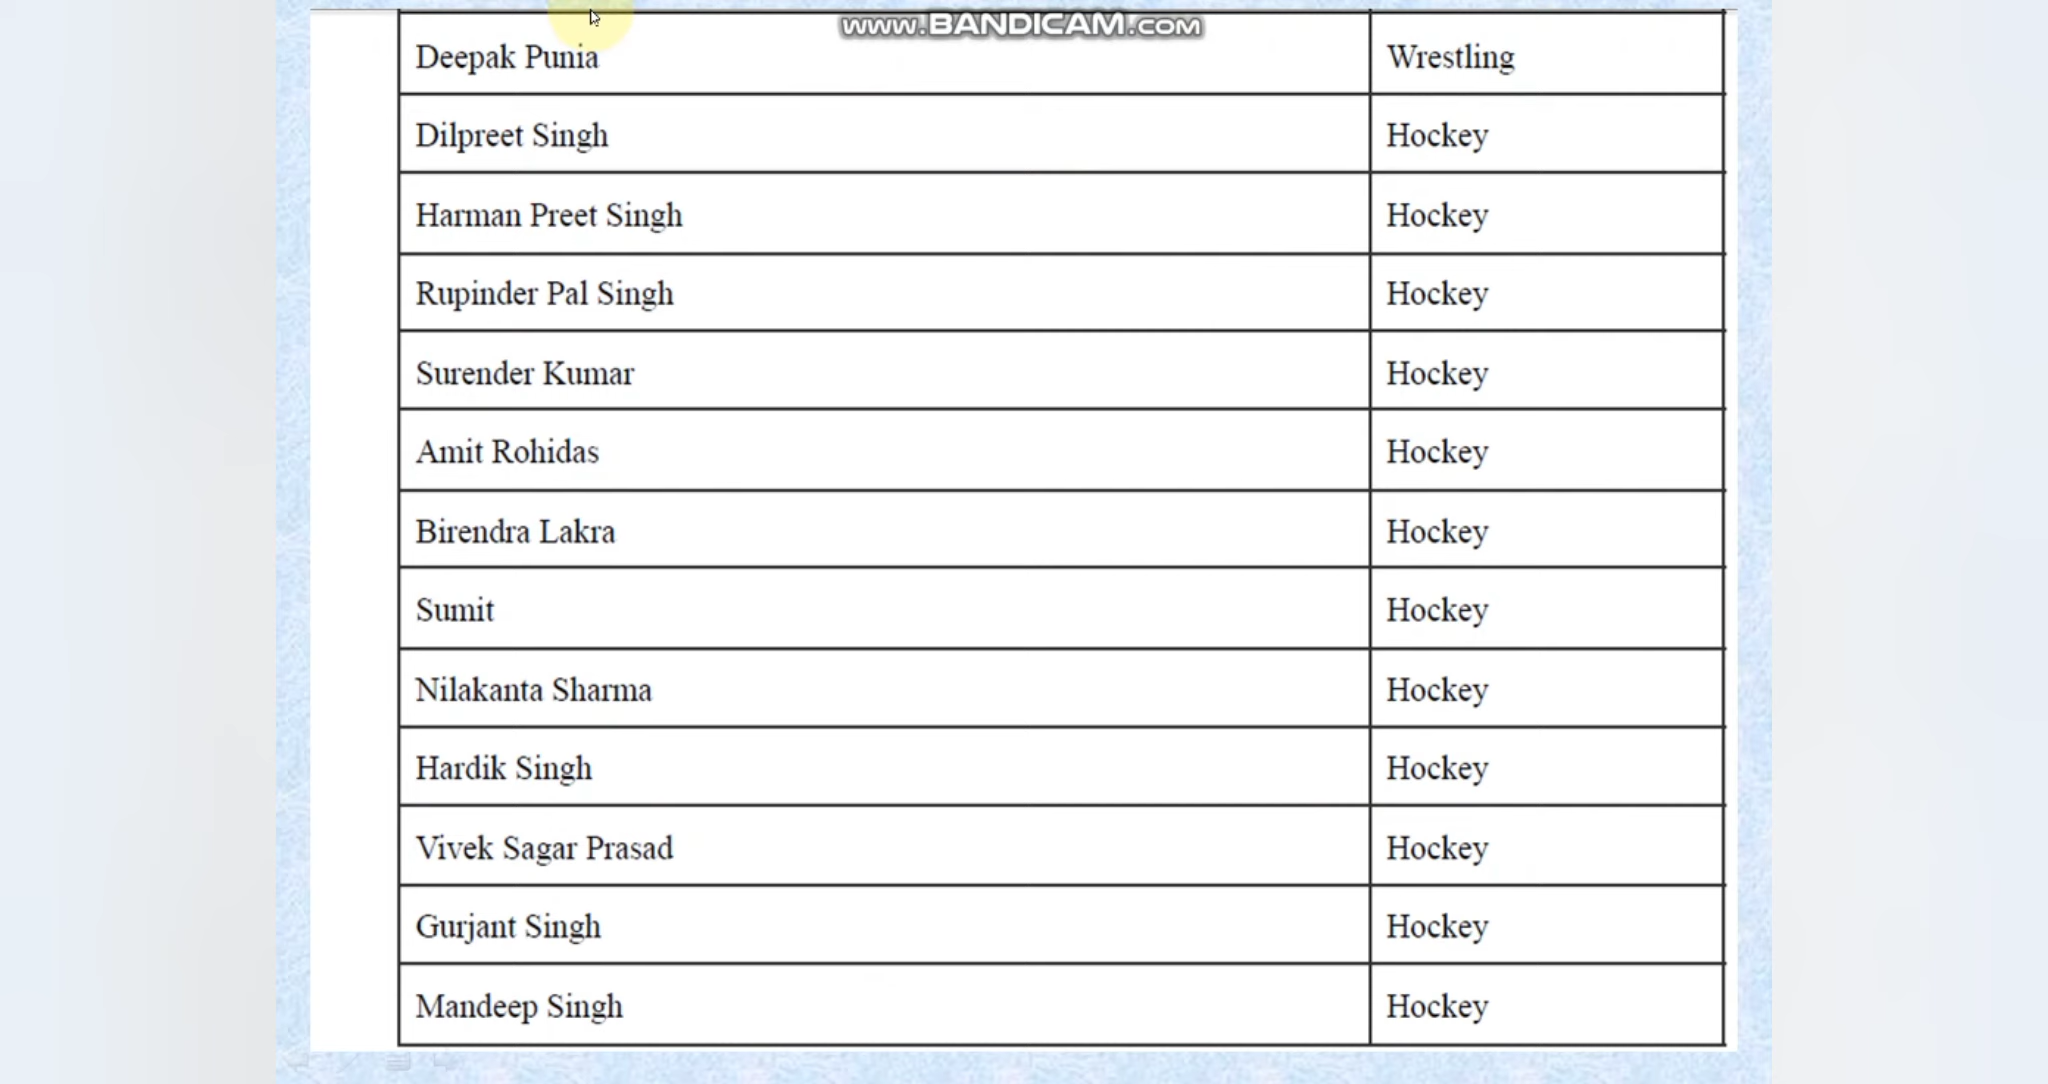 www.BANDICAM.com
Deepak Punia Wrestling
Dilpreet Singh Hockey
Harman Preet Singh Hockey
Rupinder Pal Singh Hockey
Surender Kumar Hockey
Amit Rohidas Hockey
Birendra Lakra Hockey
Sumit Hockey
Nilakanta Sharma Hockey
Hardik Singh Hockey
Vivek Sagar Prasad Hockey
Gurjant Singh Hockey
Mandeep Singh Hockey